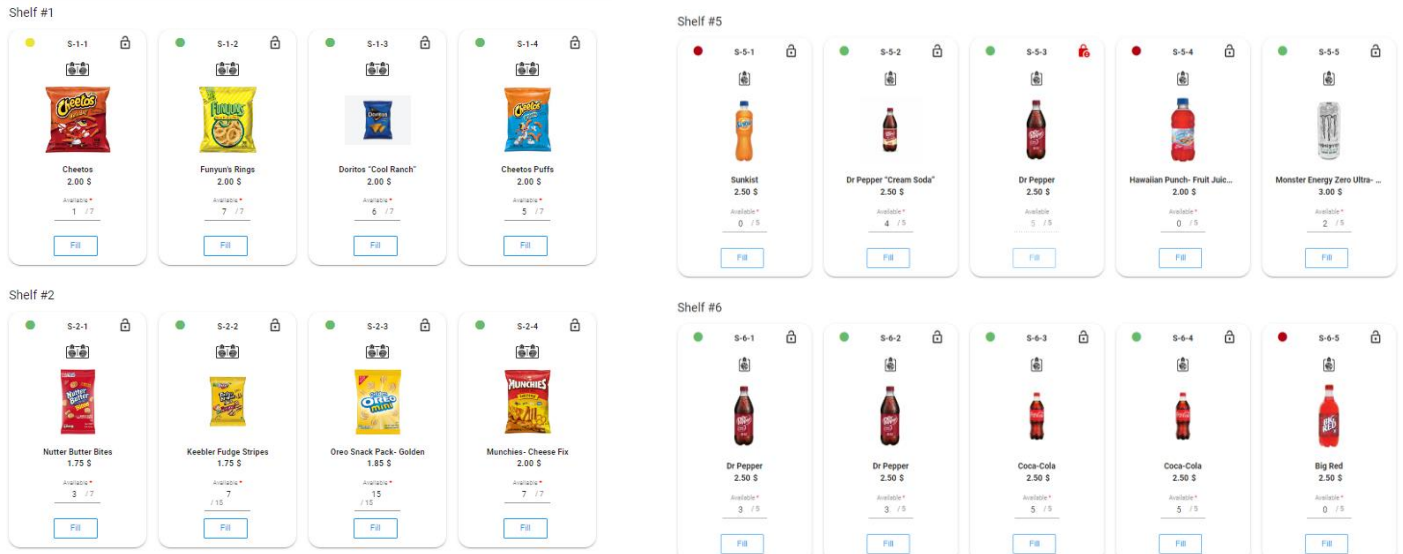 Shelf #1
S-1-1
Cheetos
2.00 $
Available *
1 / 7
Fill
S-1-2
Funyun's Rings
2.00 $
Available *
7 / 7
Fill
S-1-3
Doritos "Cool Ranch"
2.00 $
Available *
6 / 7
Fill
S-1-4
Cheetos Puffs
2.00 $
Available *
5 / 7
Fill
Shelf #2
S-2-1
Nutter Butter Bites
1.75 $
Available *
3 / 7
Fill
S-2-2
Keebler Fudge Stripes
1.75 $
Available *
7
/ 15
Fill
S-2-3
Oreo Snack Pack- Golden
1.85 $
Available *
15
/ 15
Fill
S-2-4
Munchies- Cheese Fix
2.00 $
Available *
7 / 7
Fill
Shelf #5
S-5-1
Sunkist
2.50 $
Available *
0 / 5
Fill
S-5-2
Dr Pepper "Cream Soda"
2.50 $
Available *
4 / 5
Fill
S-5-3
Dr Pepper
2.50 $
Available
5 / 5
Fill
S-5-4
Hawaiian Punch- Fruit Juic...
2.00 $
Available *
0 / 5
Fill
S-5-5
Monster Energy Zero Ultra- ...
3.00 $
Available *
2 / 5
Fill
Shelf #6
S-6-1
Dr Pepper
2.50 $
Available *
3 / 5
Fill
S-6-2
Dr Pepper
2.50 $
Available *
3 / 5
Fill
S-6-3
Coca-Cola
2.50 $
Available *
5 / 5
Fill
S-6-4
Coca-Cola
2.50 $
Available *
5 / 5
Fill
S-6-5
BIG RED
Big Red
2.50 $
Available *
0 / 5
Fill